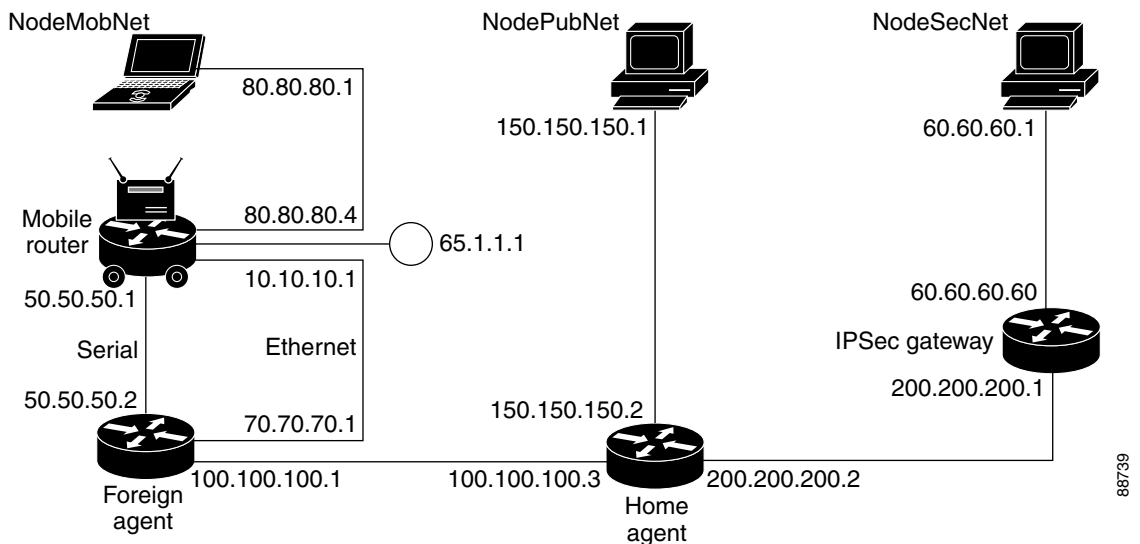 NodeMobNet
NodePubNet
NodeSecNet
80.80.80.1
150.150.150.1
60.60.60.1
80.80.80.4
Mobile
router
65.1.1.1
10.10.10.1
50.50.50.1
60.60.60.60
Serial
Ethernet
IPSec gateway
50.50.50.2
70.70.70.1
150.150.150.2
200.200.200.1
100.100.100.1
100.100.100.3
200.200.200.2
Foreign
agent
Home
agent
88739